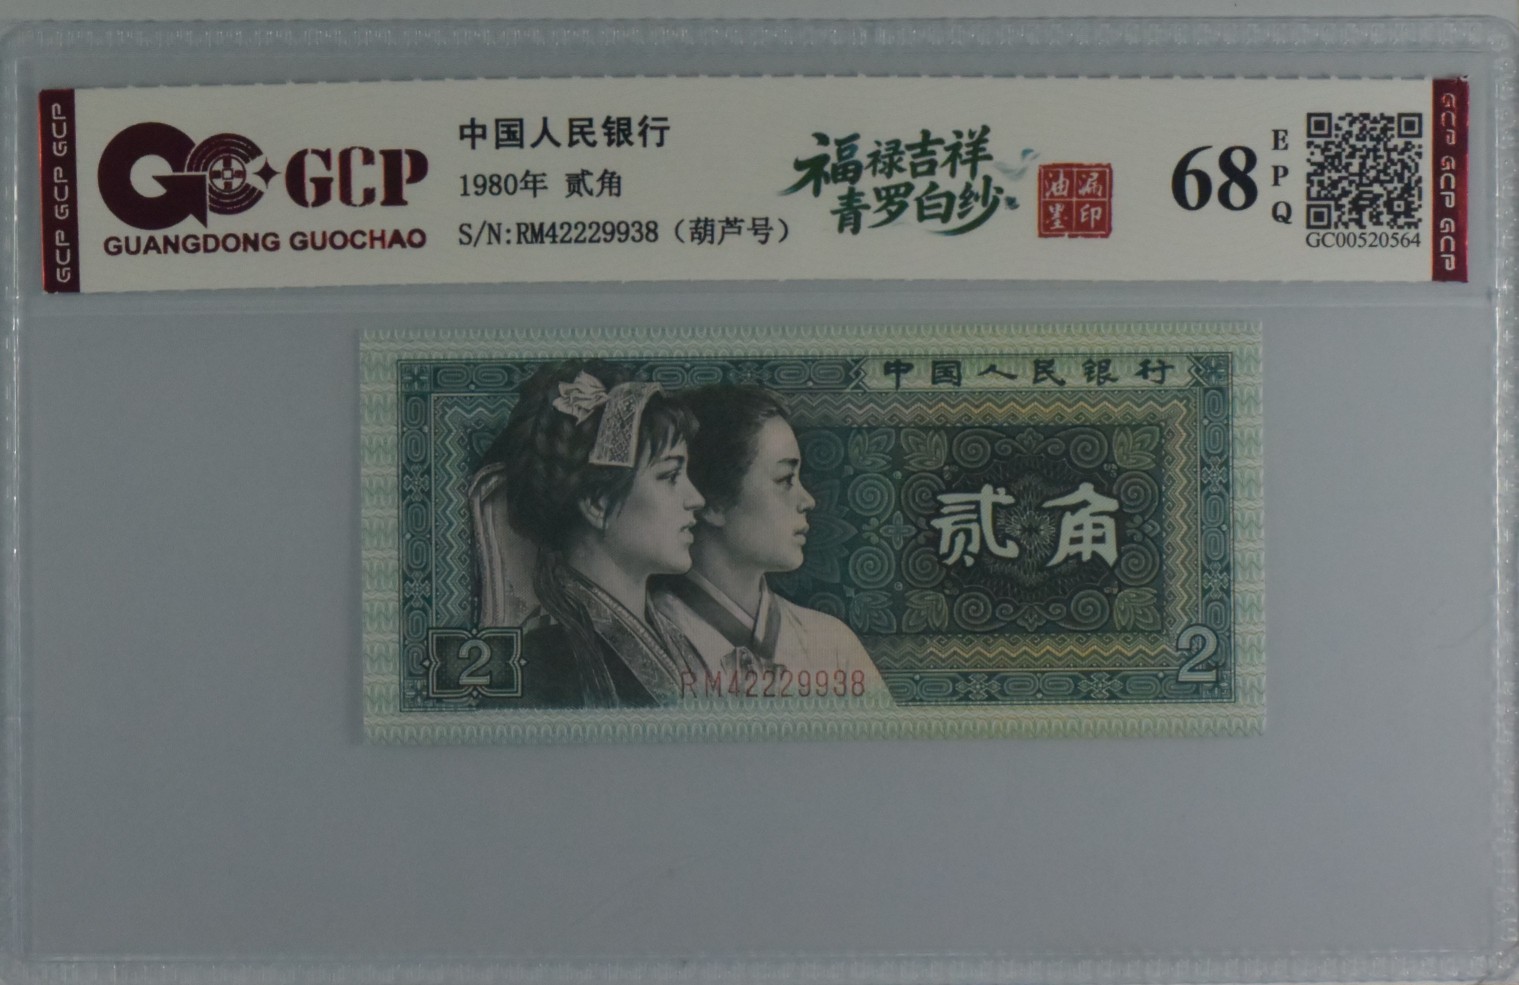 GCP GCP GCP
GCP
GUANGDONG GUOCHAO
中国人民银行
1980年 贰角
S/N:RM42229938（葫芦号）
福禄吉祥
青罗白纱
漏印
油墨
68
EPQ
GC00520564
GCP GCP GCP
中国人民银行
贰角
2
2
RM42229938